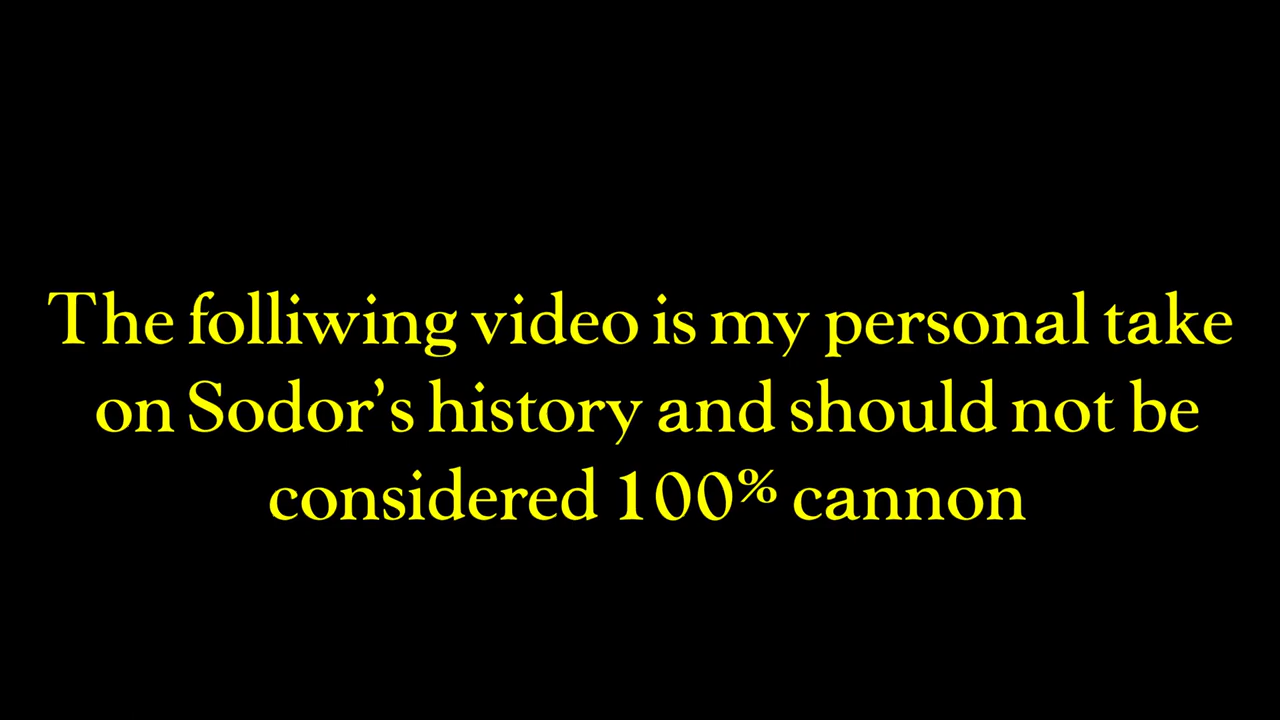 The folliwing video is my personal take
on Sodor’s history and should not be
considered 100% cannon